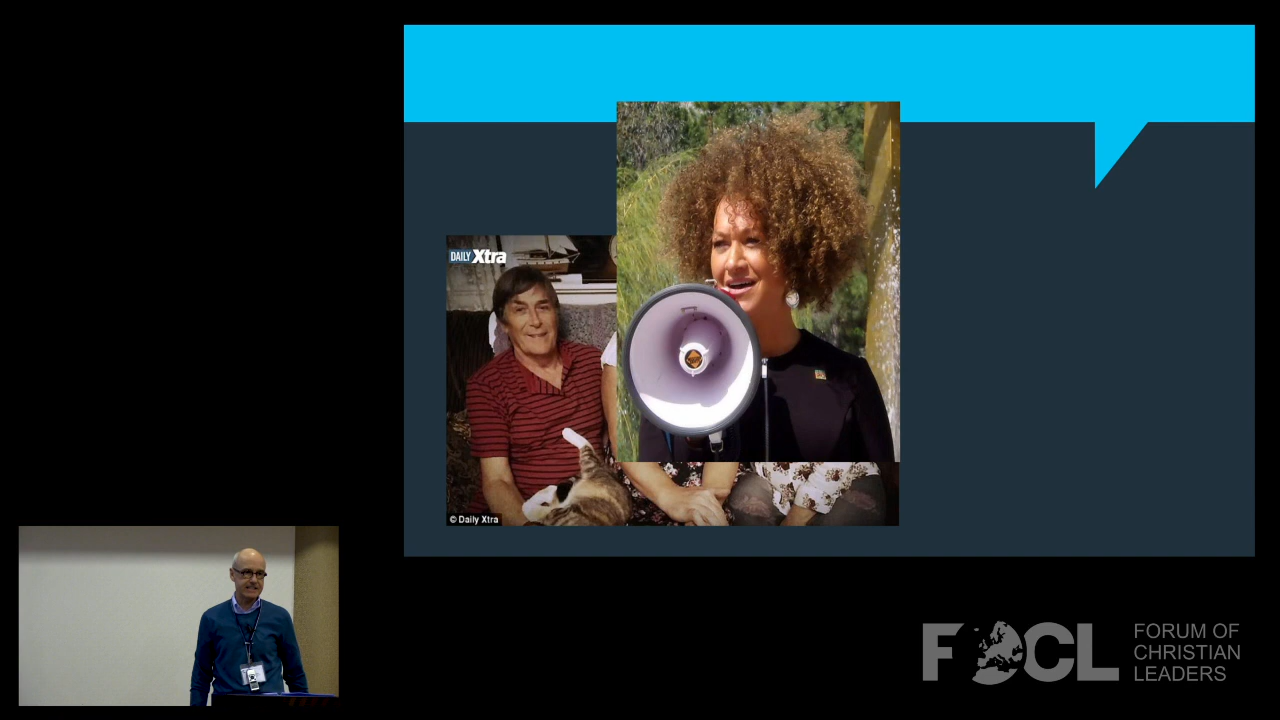 DAILY Xtra
© Daily Xtra
FOCL
FORUM OF
CHRISTIAN
LEADERS